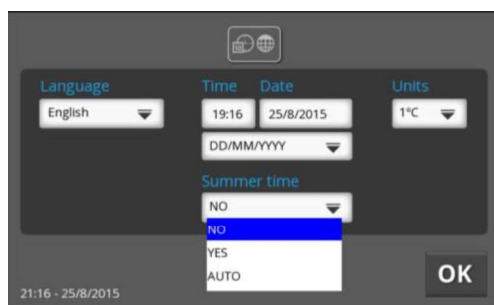 Language Time Date Units
English 19:16 25/8/2015 1°C
DD/MM/YYYY
Summer time
NO
NO
YES
AUTO
OK
21:16 - 25/8/2015